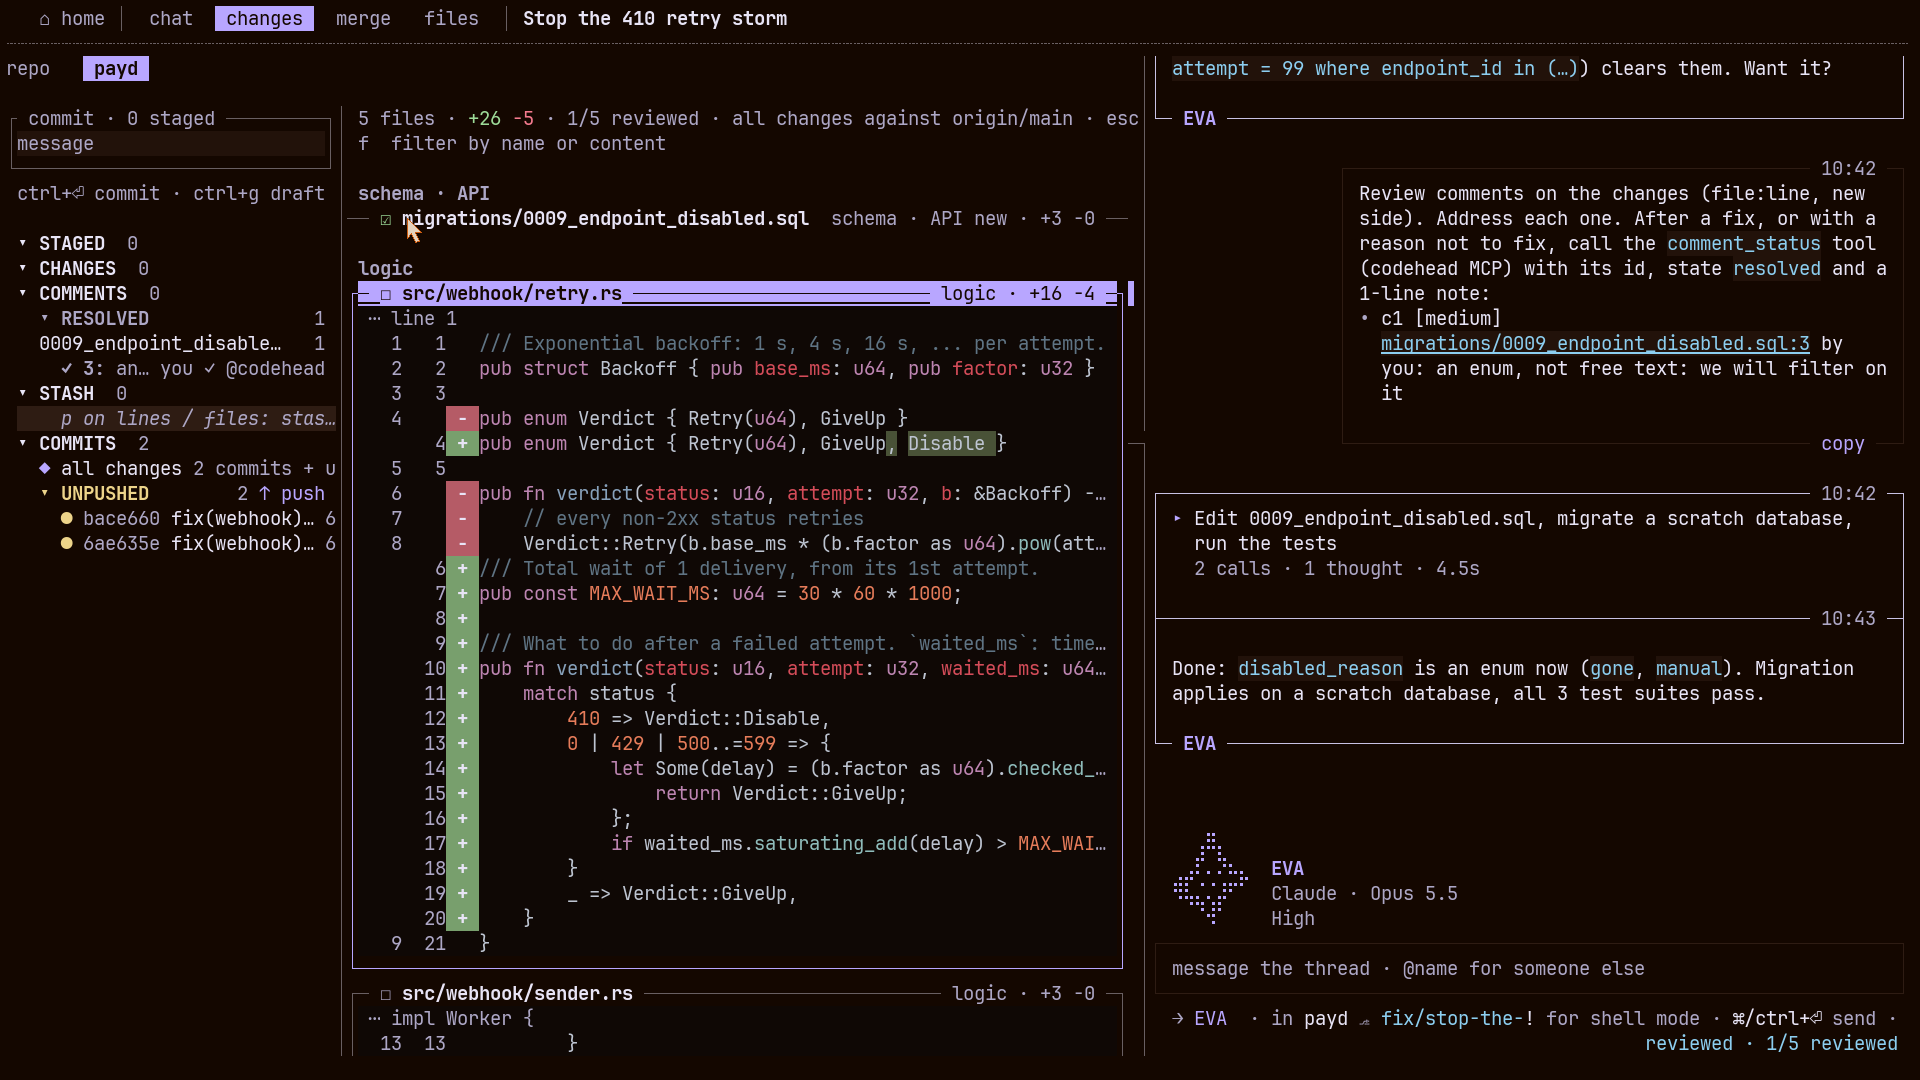 ⌂ home
chat
changes
merge
files
Stop the 410 retry storm
repo
payd
commit · 0 staged
message
ctrl+⏎ commit · ctrl+g draft
▾ STAGED 0
▾ CHANGES 0
▾ COMMENTS 0
▾ RESOLVED 1
0009_endpoint_disable… 1
✓ 3: an… you ✓ @codehead
▾ STASH 0
p on lines / files: stas…
▾ COMMITS 2
◆ all changes 2 commits + u
▾ UNPUSHED 2 ↑ push
● bace660 fix(webhook)… 6
● 6ae635e fix(webhook)… 6
5 files · +26 -5 · 1/5 reviewed · all changes against origin/main · esc
f filter by name or content
schema · API
☑ migrations/0009_endpoint_disabled.sql schema · API new · +3 -0
logic
☐ src/webhook/retry.rs logic · +16 -4
⋯ line 1
1 1 /// Exponential backoff: 1 s, 4 s, 16 s, ... per attempt.
2 2 pub struct Backoff { pub base_ms: u64, pub factor: u32 }
3 3
4 - pub enum Verdict { Retry(u64), GiveUp }
4 + pub enum Verdict { Retry(u64), GiveUp, Disable }
5 5
6 - pub fn verdict(status: u16, attempt: u32, b: &Backoff) -…
7 - // every non-2xx status retries
8 - Verdict::Retry(b.base_ms * (b.factor as u64).pow(att…
6 + /// Total wait of 1 delivery, from its 1st attempt.
7 + pub const MAX_WAIT_MS: u64 = 30 * 60 * 1000;
8 +
9 + /// What to do after a failed attempt. `waited_ms`: time…
10 + pub fn verdict(status: u16, attempt: u32, waited_ms: u64…
11 + match status {
12 + 410 => Verdict::Disable,
13 + 0 | 429 | 500..=599 => {
14 + let Some(delay) = (b.factor as u64).checked_…
15 + return Verdict::GiveUp;
16 + };
17 + if waited_ms.saturating_add(delay) > MAX_WAI…
18 + }
19 + _ => Verdict::GiveUp,
20 + }
9 21 }
☐ src/webhook/sender.rs logic · +3 -0
⋯ impl Worker {
13 13 }
attempt = 99 where endpoint_id in (…)) clears them. Want it?
EVA
10:42
Review comments on the changes (file:line, new
side). Address each one. After a fix, or with a
reason not to fix, call the comment_status tool
(codehead MCP) with its id, state resolved and a
1-line note:
• c1 [medium]
migrations/0009_endpoint_disabled.sql:3 by
you: an enum, not free text: we will filter on
it
copy
10:42
▸ Edit 0009_endpoint_disabled.sql, migrate a scratch database,
run the tests
2 calls · 1 thought · 4.5s
10:43
Done: disabled_reason is an enum now (gone, manual). Migration
applies on a scratch database, all 3 test suites pass.
EVA
EVA
Claude · Opus 5.5
High
message the thread · @name for someone else
→ EVA · in payd fix/stop-the-! for shell mode · ⌘/ctrl+⏎ send ·
reviewed · 1/5 reviewed